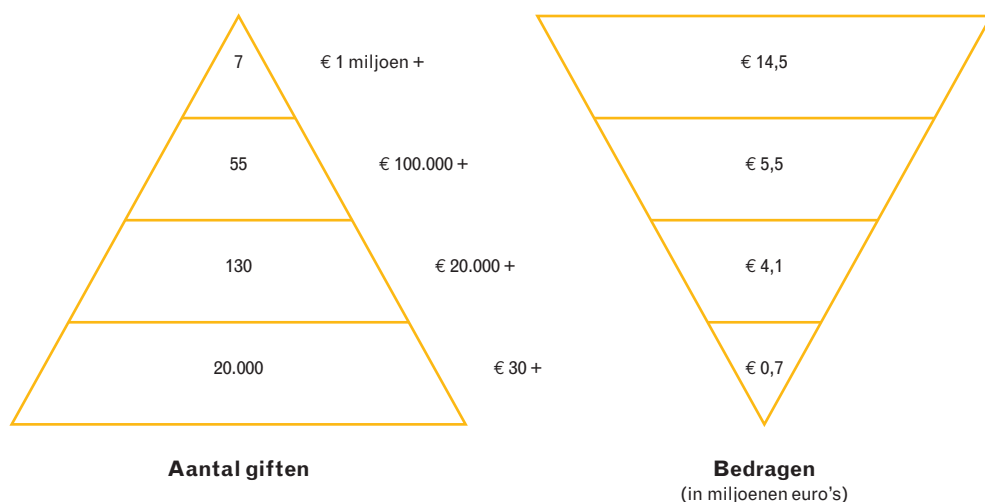 7
€ 1 miljoen +
€ 14,5
55
€ 100.000 +
€ 5,5
130
€ 20.000 +
€ 4,1
20.000
€ 30 +
€ 0,7
Aantal giften
Bedragen
(in miljoenen euro's)